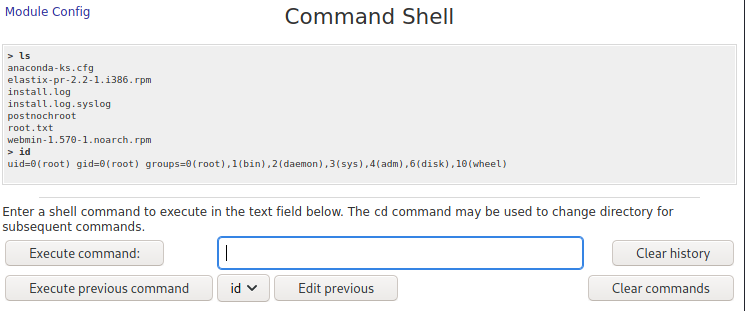 Module Config
Command Shell
> ls
anaconda-ks.cfg
elastix-pr-2.2-1.i386.rpm
install.log
install.log.syslog
postnochroot
root.txt
webmin-1.570-1.noarch.rpm
> id
uid=0(root) gid=0(root) groups=0(root),1(bin),2(daemon),3(sys),4(adm),6(disk),10(wheel)
Enter a shell command to execute in the text field below. The cd command may be used to change directory for
subsequent commands.
Execute command: Clear history
Execute previous command id Edit previous Clear commands